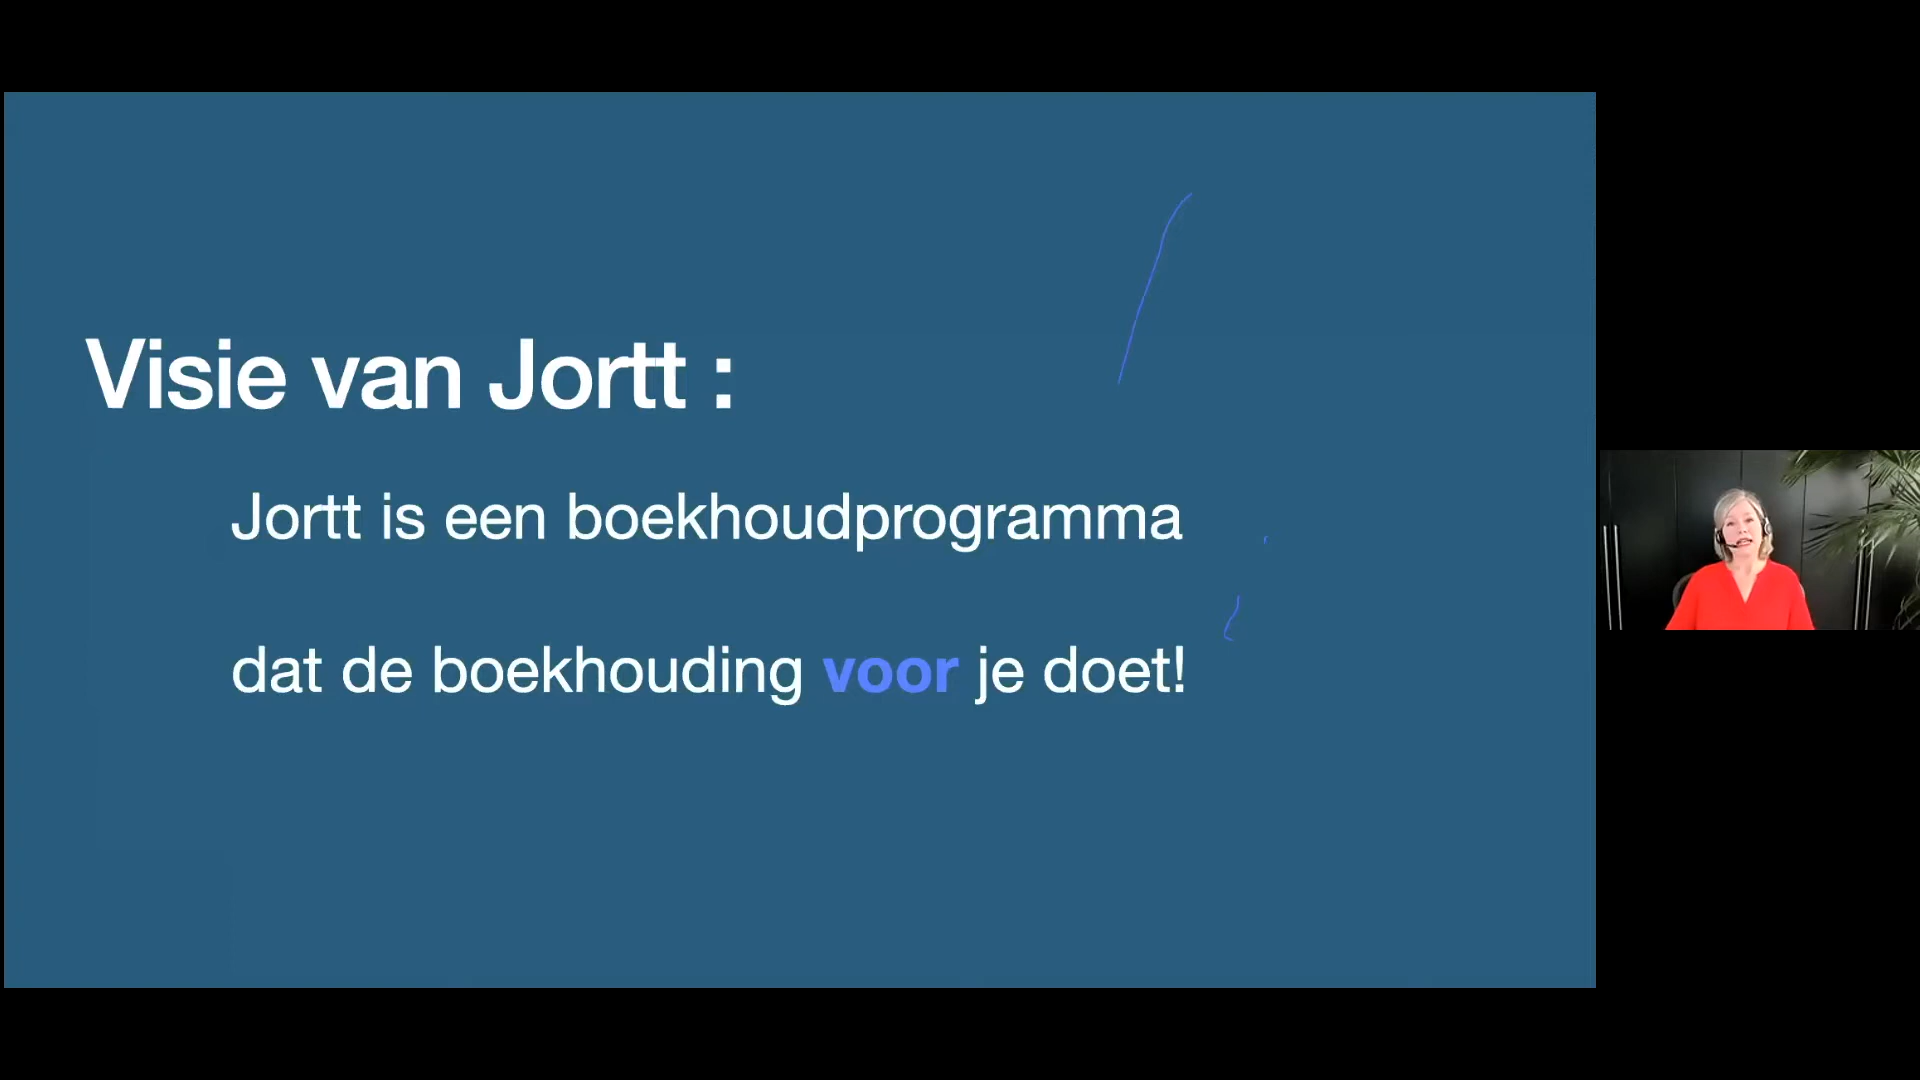 Visie van Jortt :
Jortt is een boekhoudprogramma
dat de boekhouding voor je doet!